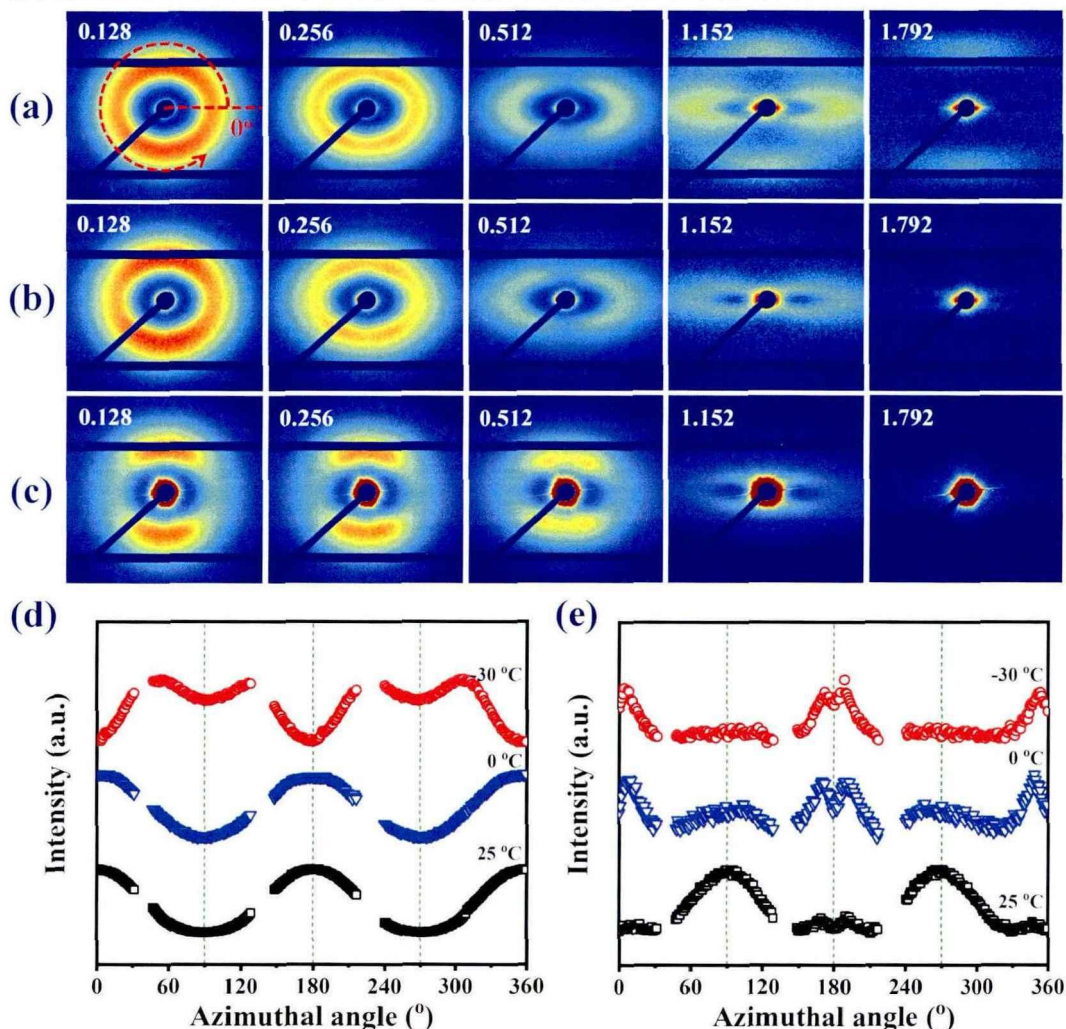 0.128 0.256 0.512 1.152 1.792
(a)
0°
0.128 0.256 0.512 1.152 1.792
(b)
0.128 0.256 0.512 1.152 1.792
(c)
(d)
-30 °C
0 °C
25 °C
Intensity (a.u.)
0 60 120 180 240 300 360
Azimuthal angle (°)
(e)
-30 °C
0 °C
25 °C
Intensity (a.u.)
0 60 120 180 240 300 360
Azimuthal angle (°)